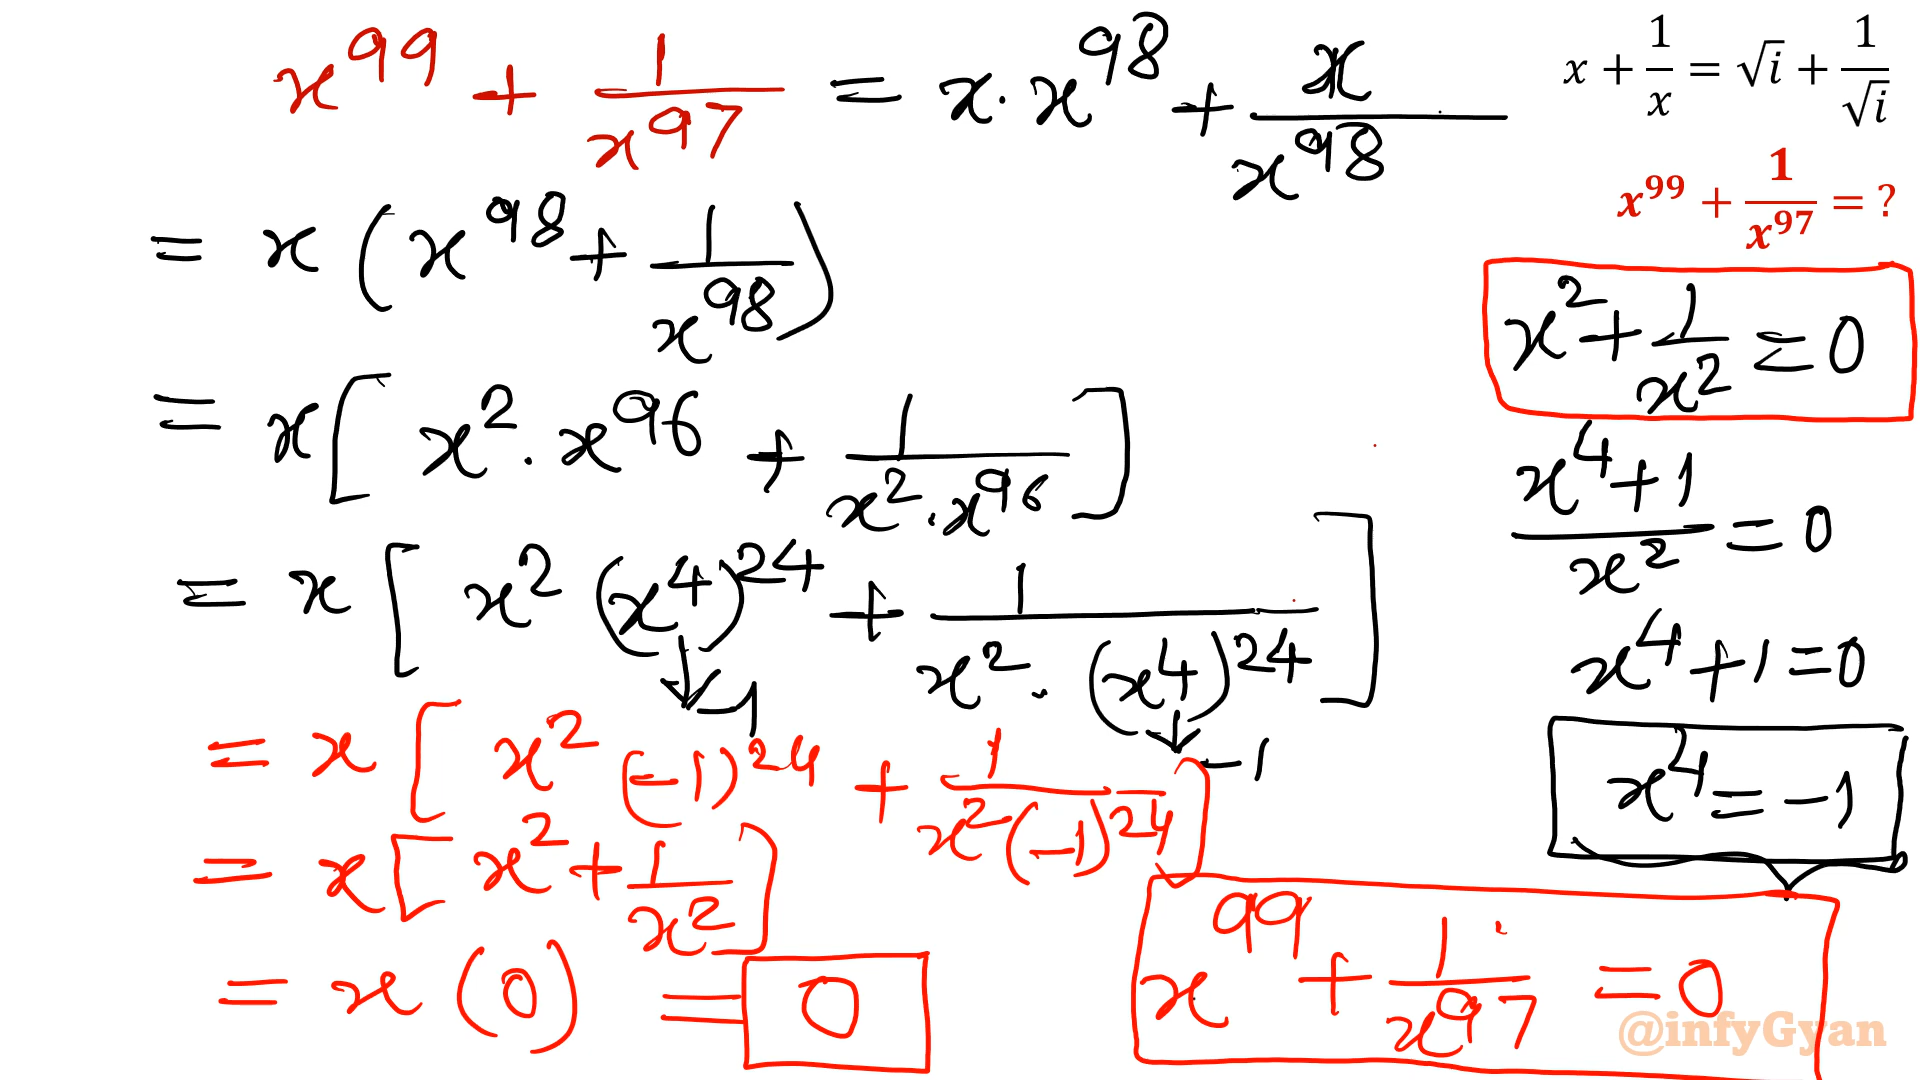 x + 1/x = √i + 1/√i
x^99 + 1/x^97 = ?
x^99 + 1/x^97 = x · x^98 + x/x^98
= x ( x^98 + 1/x^98 )
= x [ x^2 · x^96 + 1/(x^2 · x^96) ]
= x [ x^2 (x^4)^24 + 1/(x^2 · (x^4)^24) ]
↓ -1 ↓ -1
= x [ x^2 (-1)^24 + 1/(x^2 (-1)^24) ]
= x [ x^2 + 1/x^2 ]
= x (0) = 0
x^2 + 1/x^2 = 0
(x^4 + 1)/x^2 = 0
x^4 + 1 = 0
x^4 = -1
x^99 + 1/x^97 = 0
@infyGyan